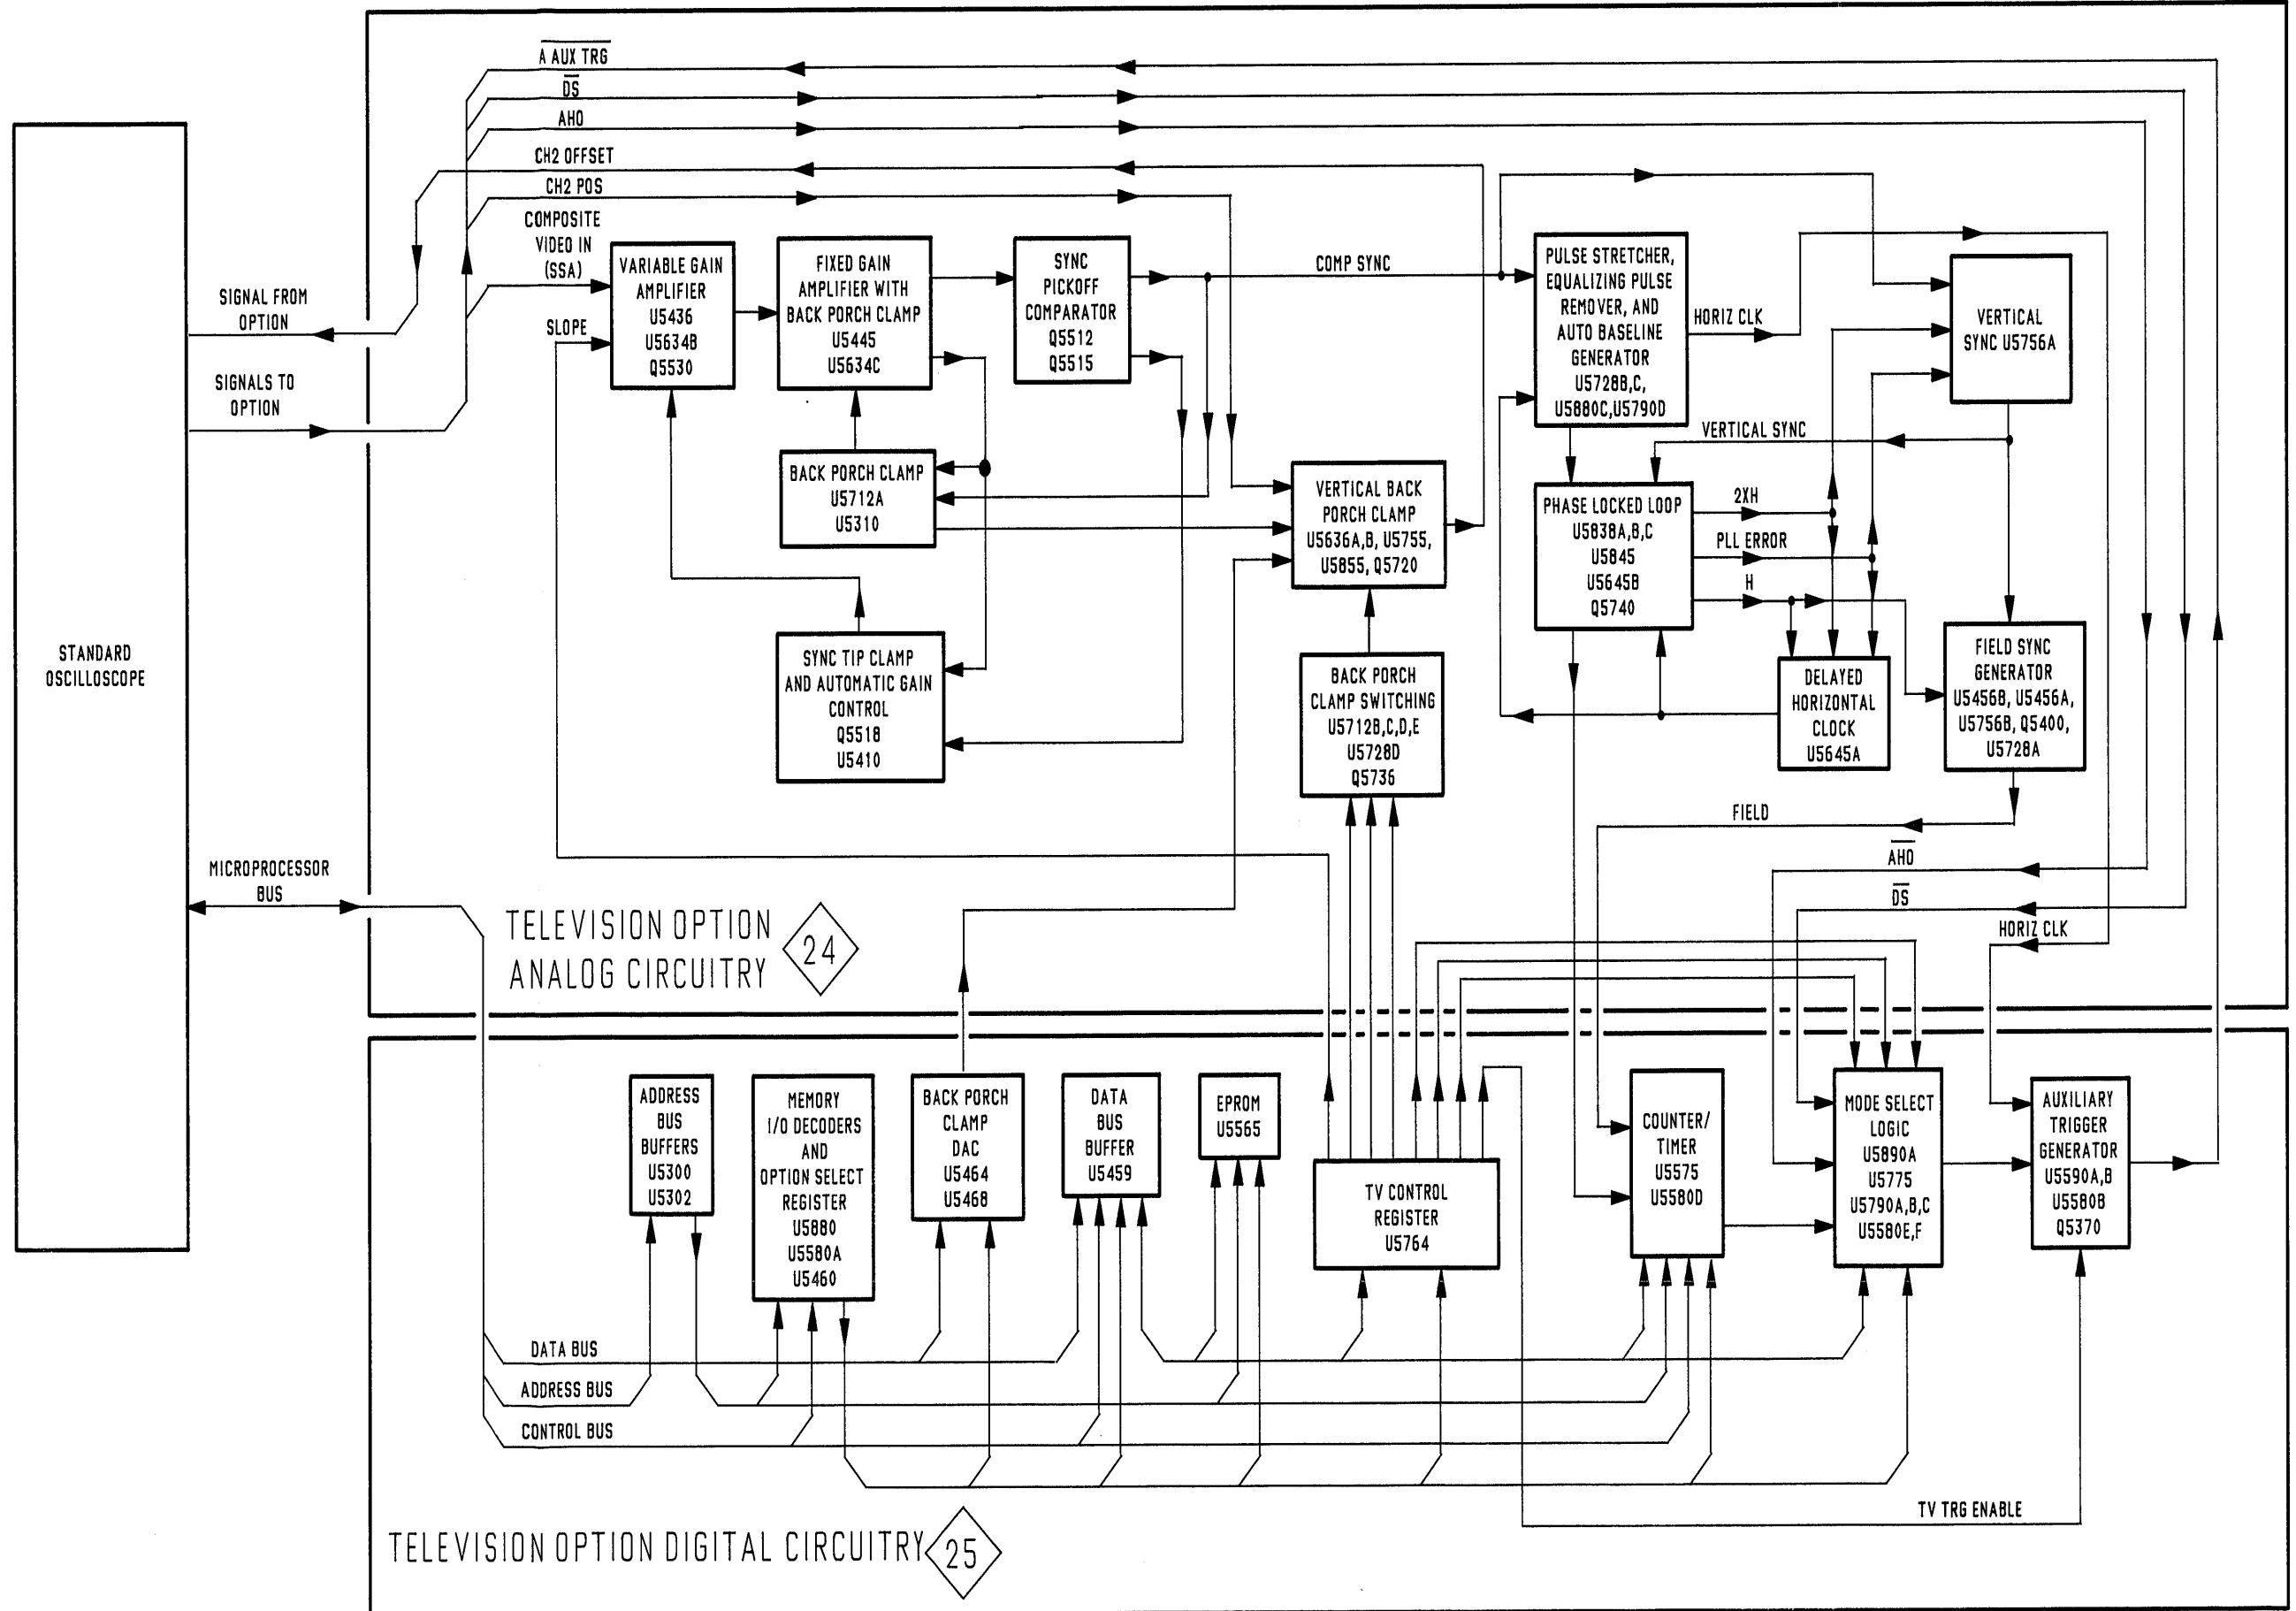 A AUX TRG
DS
AHO
CH2 OFFSET
CH2 POS
COMPOSITE
VIDEO IN
(SSA)
SLOPE
SIGNAL FROM
OPTION
SIGNALS TO
OPTION
STANDARD
OSCILLOSCOPE
MICROPROCESSOR
BUS
VARIABLE GAIN
AMPLIFIER
U5436
U5634B
Q5530
FIXED GAIN
AMPLIFIER WITH
BACK PORCH CLAMP
U5445
U5634C
SYNC
PICKOFF
COMPARATOR
Q5512
Q5515
COMP SYNC
PULSE STRETCHER,
EQUALIZING PULSE
REMOVER, AND
AUTO BASELINE
GENERATOR
U5728B,C,
U5880C,U5790D
HORIZ CLK
VERTICAL
SYNC U5756A
VERTICAL SYNC
BACK PORCH CLAMP
U5712A
U5310
VERTICAL BACK
PORCH CLAMP
U5636A,B, U5755,
U5855, Q5720
PHASE LOCKED LOOP
U5838A,B,C
U5845
U5645B
Q5740
2XH
PLL ERROR
H
SYNC TIP CLAMP
AND AUTOMATIC GAIN
CONTROL
Q5518
U5410
BACK PORCH
CLAMP SWITCHING
U5712B,C,D,E
U5728D
Q5736
DELAYED
HORIZONTAL
CLOCK
U5645A
FIELD SYNC
GENERATOR
U5456B, U5456A,
U5756B, Q5400,
U5728A
FIELD
AHO
DS
HORIZ CLK
TELEVISION OPTION
ANALOG CIRCUITRY
24
ADDRESS
BUS
BUFFERS
U5300
U5302
MEMORY
I/O DECODERS
AND
OPTION SELECT
REGISTER
U5880
U5580A
U5460
BACK PORCH
CLAMP
DAC
U5464
U5468
DATA
BUS
BUFFER
U5459
EPROM
U5565
TV CONTROL
REGISTER
U5764
COUNTER/
TIMER
U5575
U5580D
MODE SELECT
LOGIC
U5890A
U5775
U5790A,B,C
U5580E,F
AUXILIARY
TRIGGER
GENERATOR
U5590A,B
U5580B
Q5370
DATA BUS
ADDRESS BUS
CONTROL BUS
TV TRG ENABLE
TELEVISION OPTION DIGITAL CIRCUITRY
25